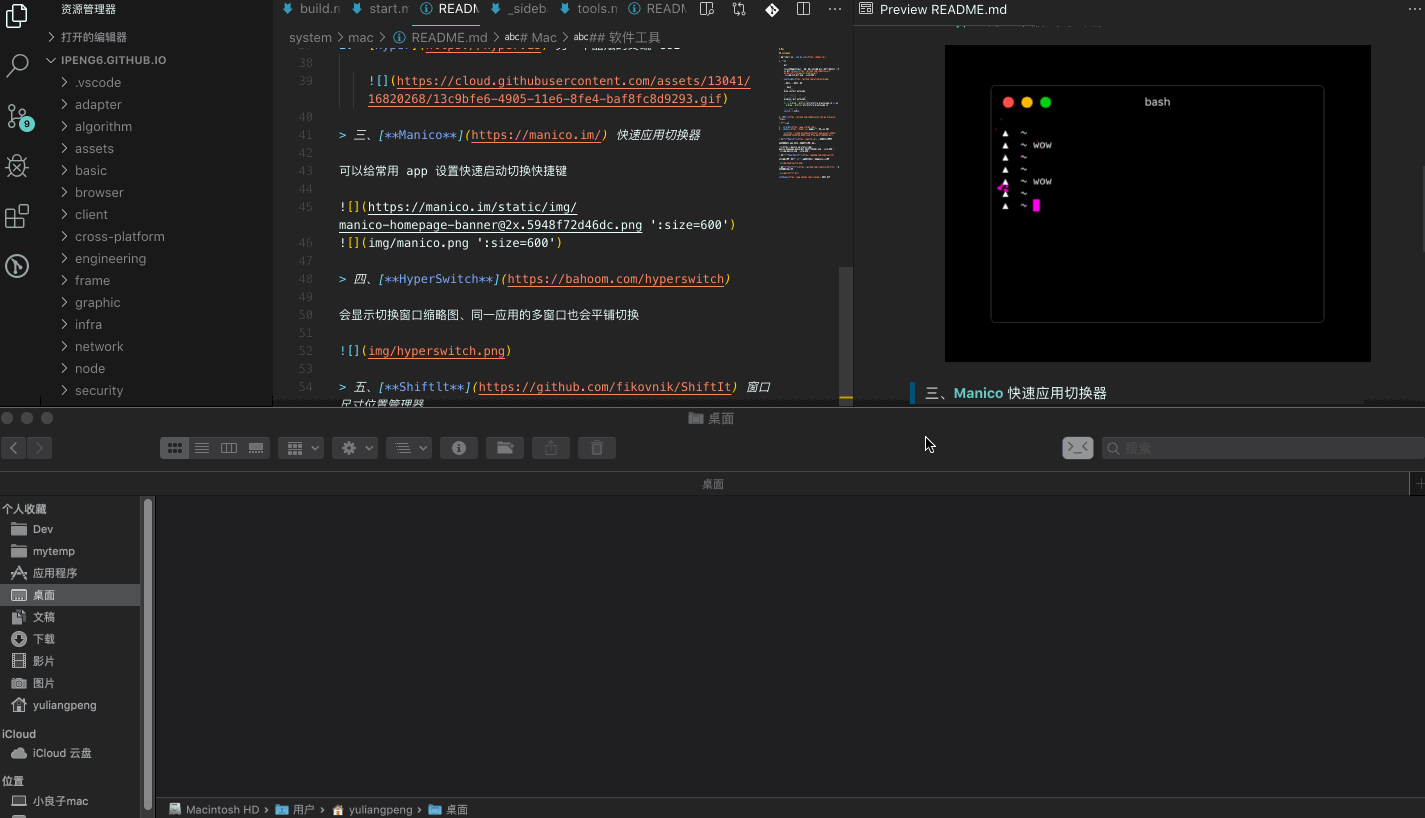 资源管理器
打开的编辑器
IPENG6.GITHUB.IO
.vscode
adapter
algorithm
assets
basic
browser
client
cross-platform
engineering
frame
graphic
infra
network
node
security
9
build.n
start.n
READN
_sideb
tools.n
README
system > mac > README.md > abc# Mac > abc## 软件工具
38
39 ![](https://cloud.githubusercontent.com/assets/13041/
16820268/13c9bfe6-4905-11e6-8fe4-baf8fc8d9293.gif)
40
41 > 三、[**Manico**](https://manico.im/) 快速应用切换器
42
43 可以给常用 app 设置快速启动切换快捷键
44
45 ![](https://manico.im/static/img/
manico-homepage-banner@2x.5948f72d46dc.png ':size=600')
46 ![](img/manico.png ':size=600')
47
48 > 四、[**HyperSwitch**](https://bahoom.com/hyperswitch)
49
50 会显示切换窗口缩略图、同一应用的多窗口也会平铺切换
51
52 ![](img/hyperswitch.png)
53
54 > 五、[**Shiftlt**](https://github.com/fikovnik/ShiftIt) 窗口
尺寸位置管理器
Preview README.md
bash
▲ ~
▲ ~ wow
▲ ~
▲ ~
▲ ~ wow
▲ ~
▲ ~
三、Manico 快速应用切换器
桌面
搜索
桌面
个人收藏
Dev
mytemp
应用程序
桌面
文稿
下载
影片
图片
yuliangpeng
iCloud
iCloud 云盘
位置
小良子mac
Macintosh HD > 用户 > yuliangpeng > 桌面